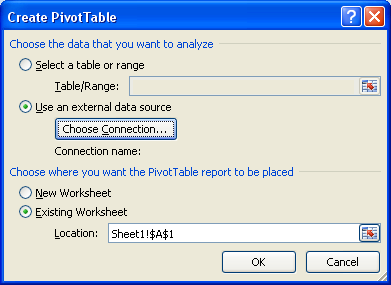 Create PivotTable
Choose the data that you want to analyze
Select a table or range
Table/Range:
Use an external data source
Choose Connection...
Connection name:
Choose where you want the PivotTable report to be placed
New Worksheet
Existing Worksheet
Location: Sheet1!$A$1
OK Cancel